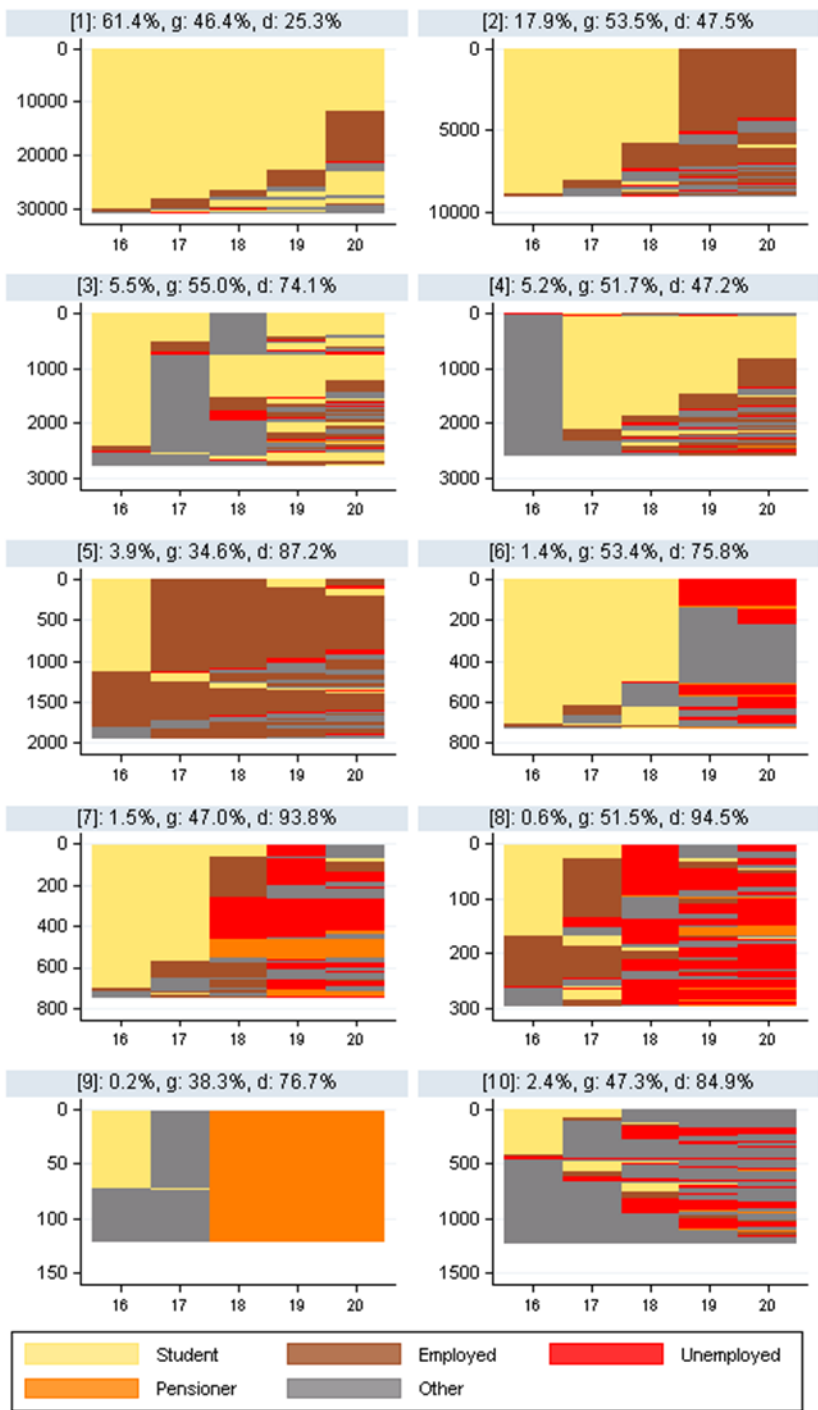 [1]: 61.4%, g: 46.4%, d: 25.3%
0
10000
20000
30000
16 17 18 19 20
[2]: 17.9%, g: 53.5%, d: 47.5%
0
5000
10000
16 17 18 19 20
[3]: 5.5%, g: 55.0%, d: 74.1%
0
1000
2000
3000
16 17 18 19 20
[4]: 5.2%, g: 51.7%, d: 47.2%
0
1000
2000
3000
16 17 18 19 20
[5]: 3.9%, g: 34.6%, d: 87.2%
0
500
1000
1500
2000
16 17 18 19 20
[6]: 1.4%, g: 53.4%, d: 75.8%
0
200
400
600
800
16 17 18 19 20
[7]: 1.5%, g: 47.0%, d: 93.8%
0
200
400
600
800
16 17 18 19 20
[8]: 0.6%, g: 51.5%, d: 94.5%
0
100
200
300
16 17 18 19 20
[9]: 0.2%, g: 38.3%, d: 76.7%
0
50
100
150
16 17 18 19 20
[10]: 2.4%, g: 47.3%, d: 84.9%
0
500
1000
1500
16 17 18 19 20
Student Employed Unemployed
Pensioner Other